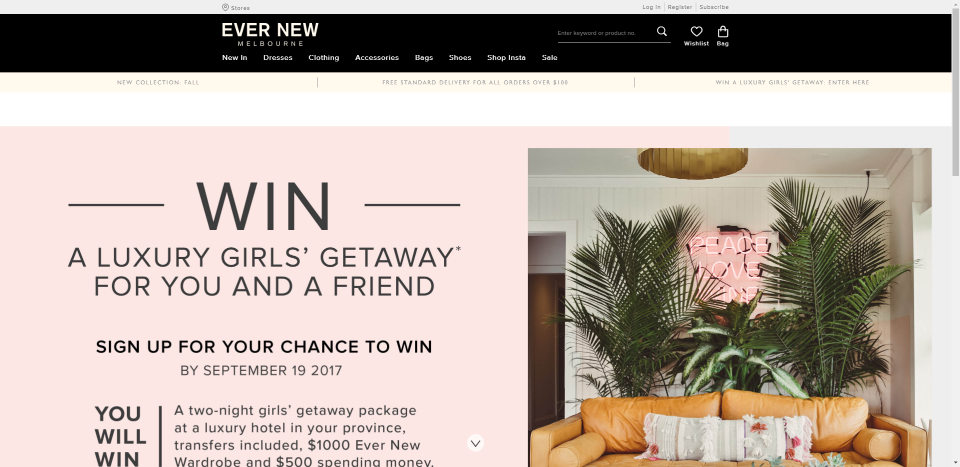 Stores
Log In Register Subscribe
EVER NEW
MELBOURNE
Enter keyword or product no.
Wishlist Bag
New In Dresses Clothing Accessories Bags Shoes Shop Insta Sale
NEW COLLECTION: FALL
FREE STANDARD DELIVERY FOR ALL ORDERS OVER $100
WIN A LUXURY GIRLS' GETAWAY: ENTER HERE
WIN
A LUXURY GIRLS' GETAWAY*
FOR YOU AND A FRIEND
SIGN UP FOR YOUR CHANCE TO WIN
BY SEPTEMBER 19 2017
YOU
WILL
WIN
A two-night girls' getaway package
at a luxury hotel in your province,
transfers included, $1000 Ever New
Wardrobe and $500 spending money.
PEACE
LOVE